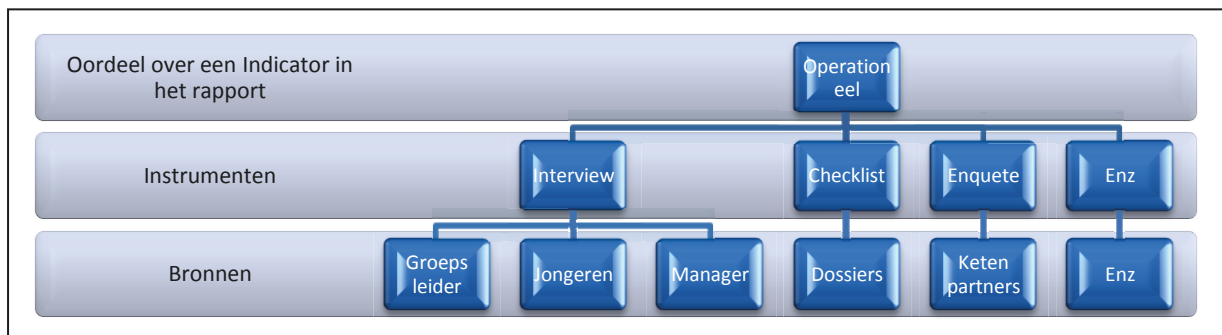 Oordeel over een Indicator in
het rapport
Operation
eel
Instrumenten
Interview
Checklist
Enquete
Enz
Bronnen
Groeps
leider
Jongeren
Manager
Dossiers
Keten
partners
Enz